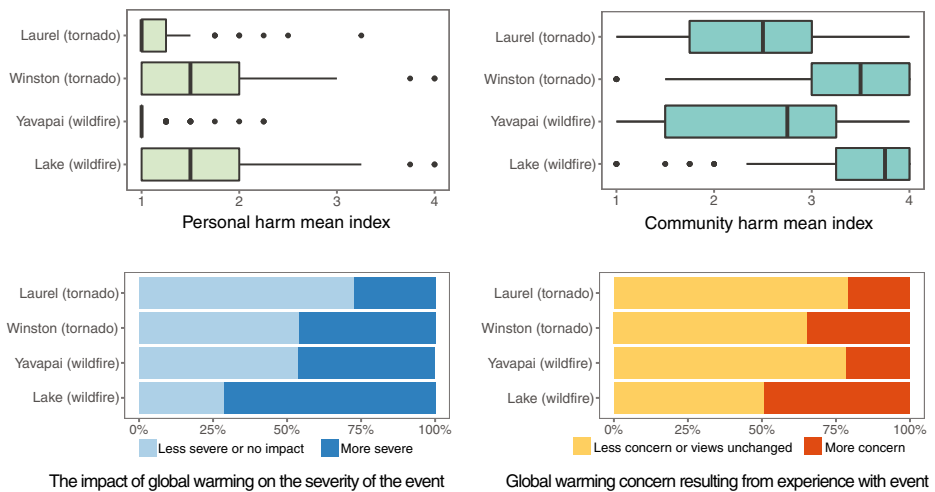 Laurel (tornado)
Winston (tornado)
Yavapai (wildfire)
Lake (wildfire)
1 2 3 4
Personal harm mean index
Laurel (tornado)
Winston (tornado)
Yavapai (wildfire)
Lake (wildfire)
1 2 3 4
Community harm mean index
Laurel (tornado)
Winston (tornado)
Yavapai (wildfire)
Lake (wildfire)
0% 25% 50% 75% 100%
Less severe or no impact More severe
The impact of global warming on the severity of the event
Laurel (tornado)
Winston (tornado)
Yavapai (wildfire)
Lake (wildfire)
0% 25% 50% 75% 100%
Less concern or views unchanged More concern
Global warming concern resulting from experience with event